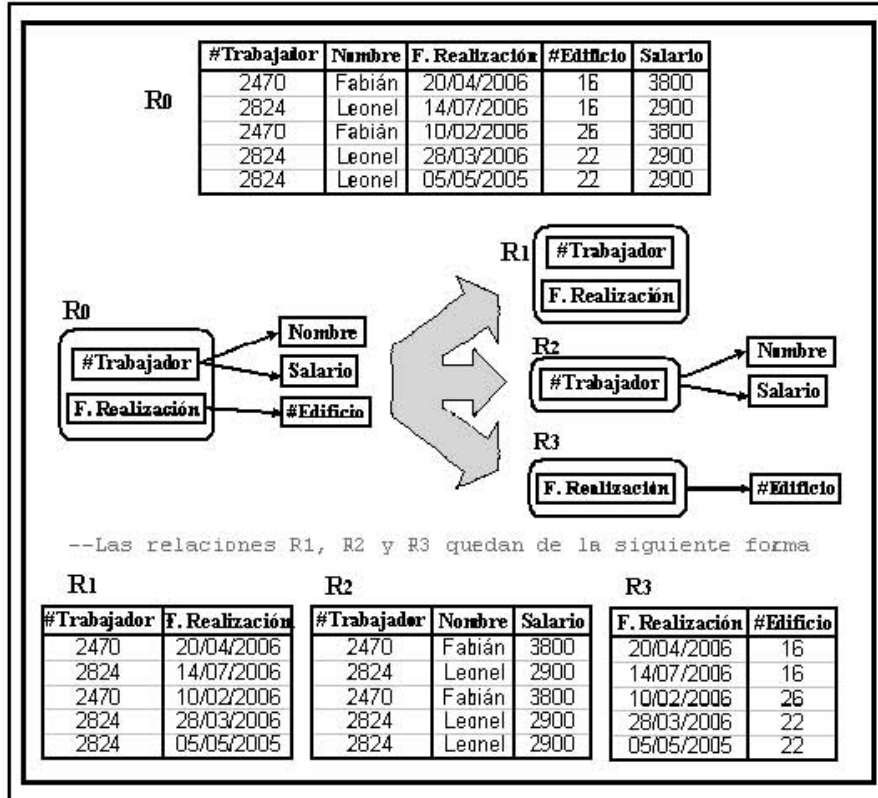 #Trabajador Nombre F. Realización #Edificio Salario
R0
2470 Fabián 20/04/2006 16 3800
2824 Leonel 14/07/2006 16 2900
2470 Fabián 10/02/2006 26 3800
2824 Leonel 28/03/2006 22 2900
2824 Leonel 05/05/2005 22 2900
R0
#Trabajador
F. Realización
Nombre
Salario
#Edificio
R1
#Trabajador
F. Realización
R2
#Trabajador
Nombre
Salario
R3
F. Realización
#Edificio
--Las relaciones R1, R2 y R3 quedan de la siguiente forma
R1
#Trabajador F. Realización
2470 20/04/2006
2824 14/07/2006
2470 10/02/2006
2824 28/03/2006
2824 05/05/2005
R2
#Trabajador Nombre Salario
2470 Fabián 3800
2824 Leonel 2900
2470 Fabián 3800
2824 Leonel 2900
2824 Leonel 2900
R3
F. Realización #Edificio
20/04/2006 16
14/07/2006 16
10/02/2006 26
28/03/2006 22
05/05/2005 22